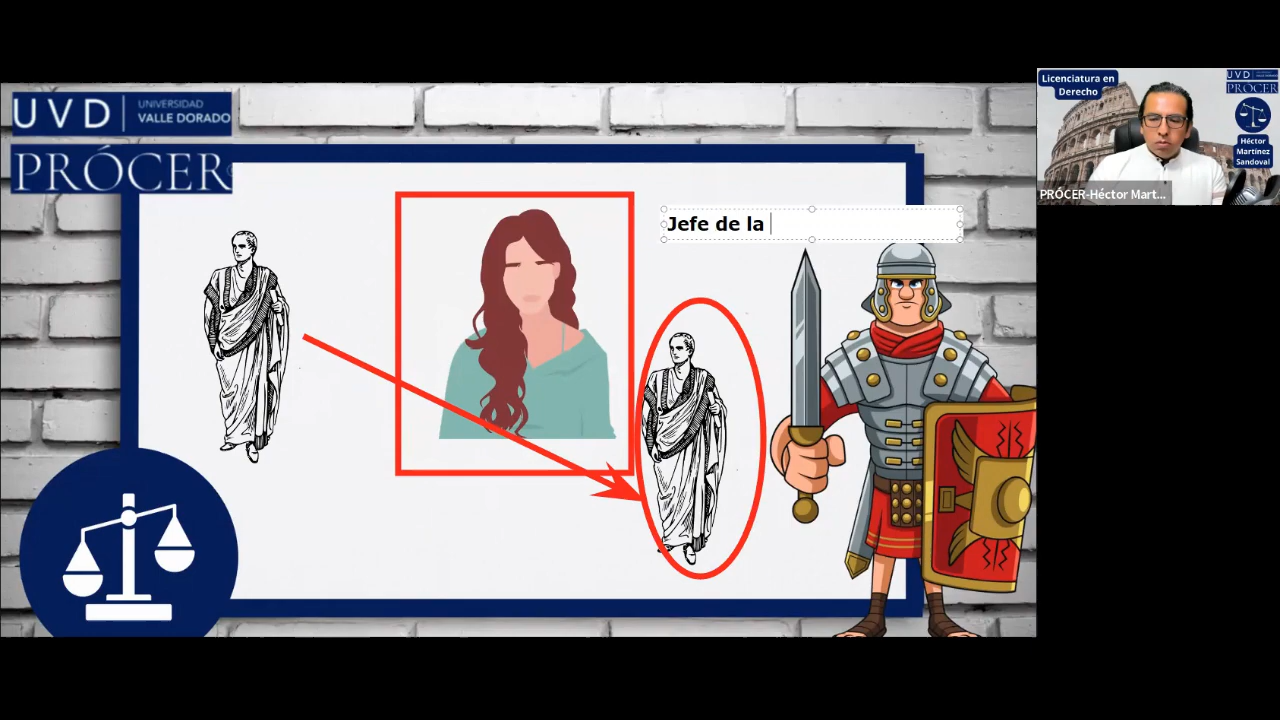 UVD
UNIVERSIDAD
VALLE DORADO
PRÓCER
Jefe de la
Licenciatura en
Derecho
UVD
PRÓCER
Héctor
Martínez
Sandoval
PRÓCER-Héctor Mart...